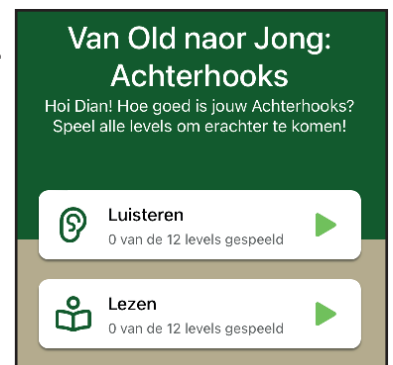 Van Old naor Jong:
Achterhooks
Hoi Dian! Hoe goed is jouw Achterhooks?
Speel alle levels om erachter te komen!
Luisteren
0 van de 12 levels gespeeld
Lezen
0 van de 12 levels gespeeld